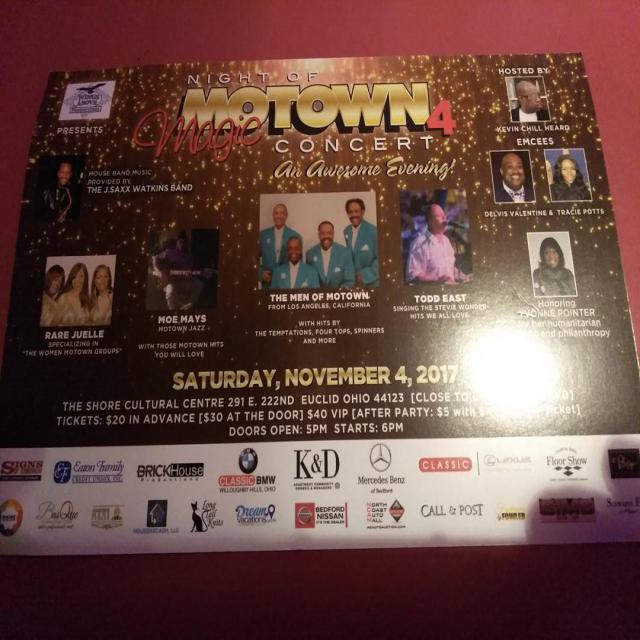 NIGHT OF
MOTOWN 4
Magic
CONCERT
An Awesome Evening!
PRESENTS
HOUSE BAND MUSIC
PROVIDED BY
THE J.SAXX WATKINS BAND
HOSTED BY
KEVIN CHILL HEARD
EMCEES
DELVIS VALENTINE & TRACIE POTTS
RARE JUELLE
SPECIALIZING IN
"THE WOMEN MOTOWN GROUPS"
MOE MAYS
MOTOWN JAZZ
WITH THOSE MOTOWN HITS
YOU WILL LOVE
THE MEN OF MOTOWN
FROM LOS ANGELES, CALIFORNIA
WITH HITS BY
THE TEMPTATIONS, FOUR TOPS, SPINNERS
AND MORE
TODD EAST
SINGING THE STEVIE WONDER
HITS WE ALL LOVE
Honoring
YVONNE POINTER
her humanitarian
and philanthropy
SATURDAY, NOVEMBER 4, 2017
THE SHORE CULTURAL CENTRE 291 E. 222ND EUCLID OHIO 44123 [CLOSE TO
TICKETS: $20 IN ADVANCE [$30 AT THE DOOR] $40 VIP [AFTER PARTY: $5 with
DOORS OPEN: 5PM STARTS: 6PM
SIGNS
Eaton Family
CREDIT UNION, INC.
BRICKHouse
Productions
CLASSIC BMW
WILLOUGHBY HILLS, OHIO
K&D
Mercedes Benz
of Bedford
CLASSIC
LEXUS
Floor Show
Long Tall Knits
Dream
Vacations
BEDFORD
NISSAN
NORTH
COAST
AUTO
MALL
CALL & POST
FOWLER